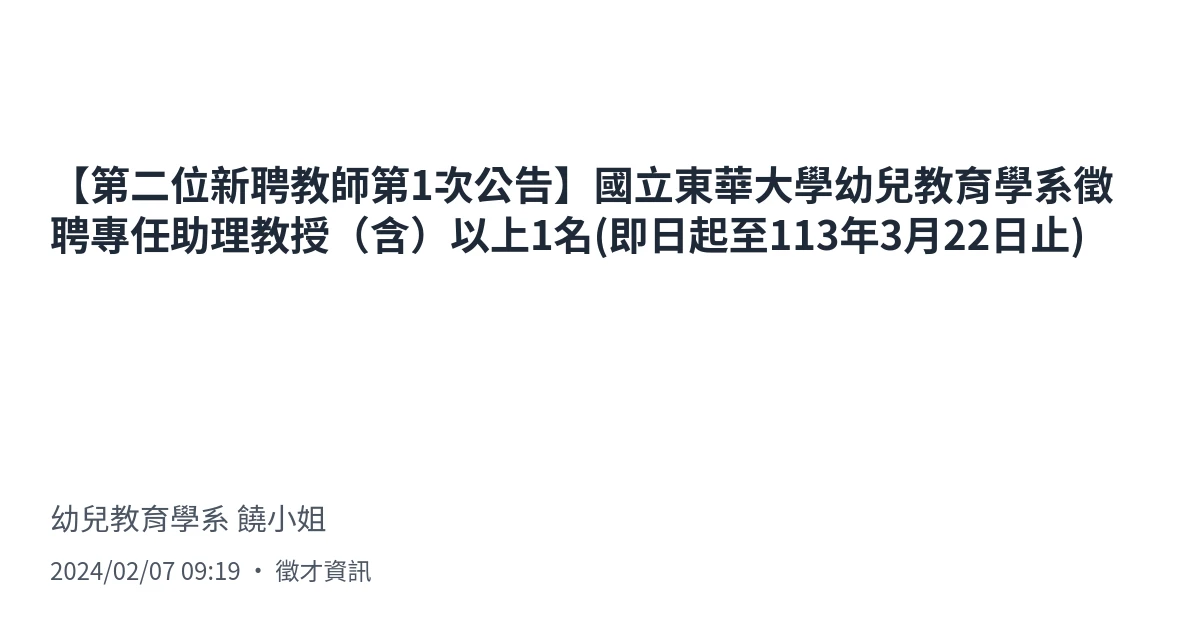 【第二位新聘教師第1次公告】國立東華大學幼兒教育學系徵
聘專任助理教授（含）以上1名(即日起至113年3月22日止)
幼兒教育學系 饒小姐
2024/02/07 09:19 ・ 徵才資訊